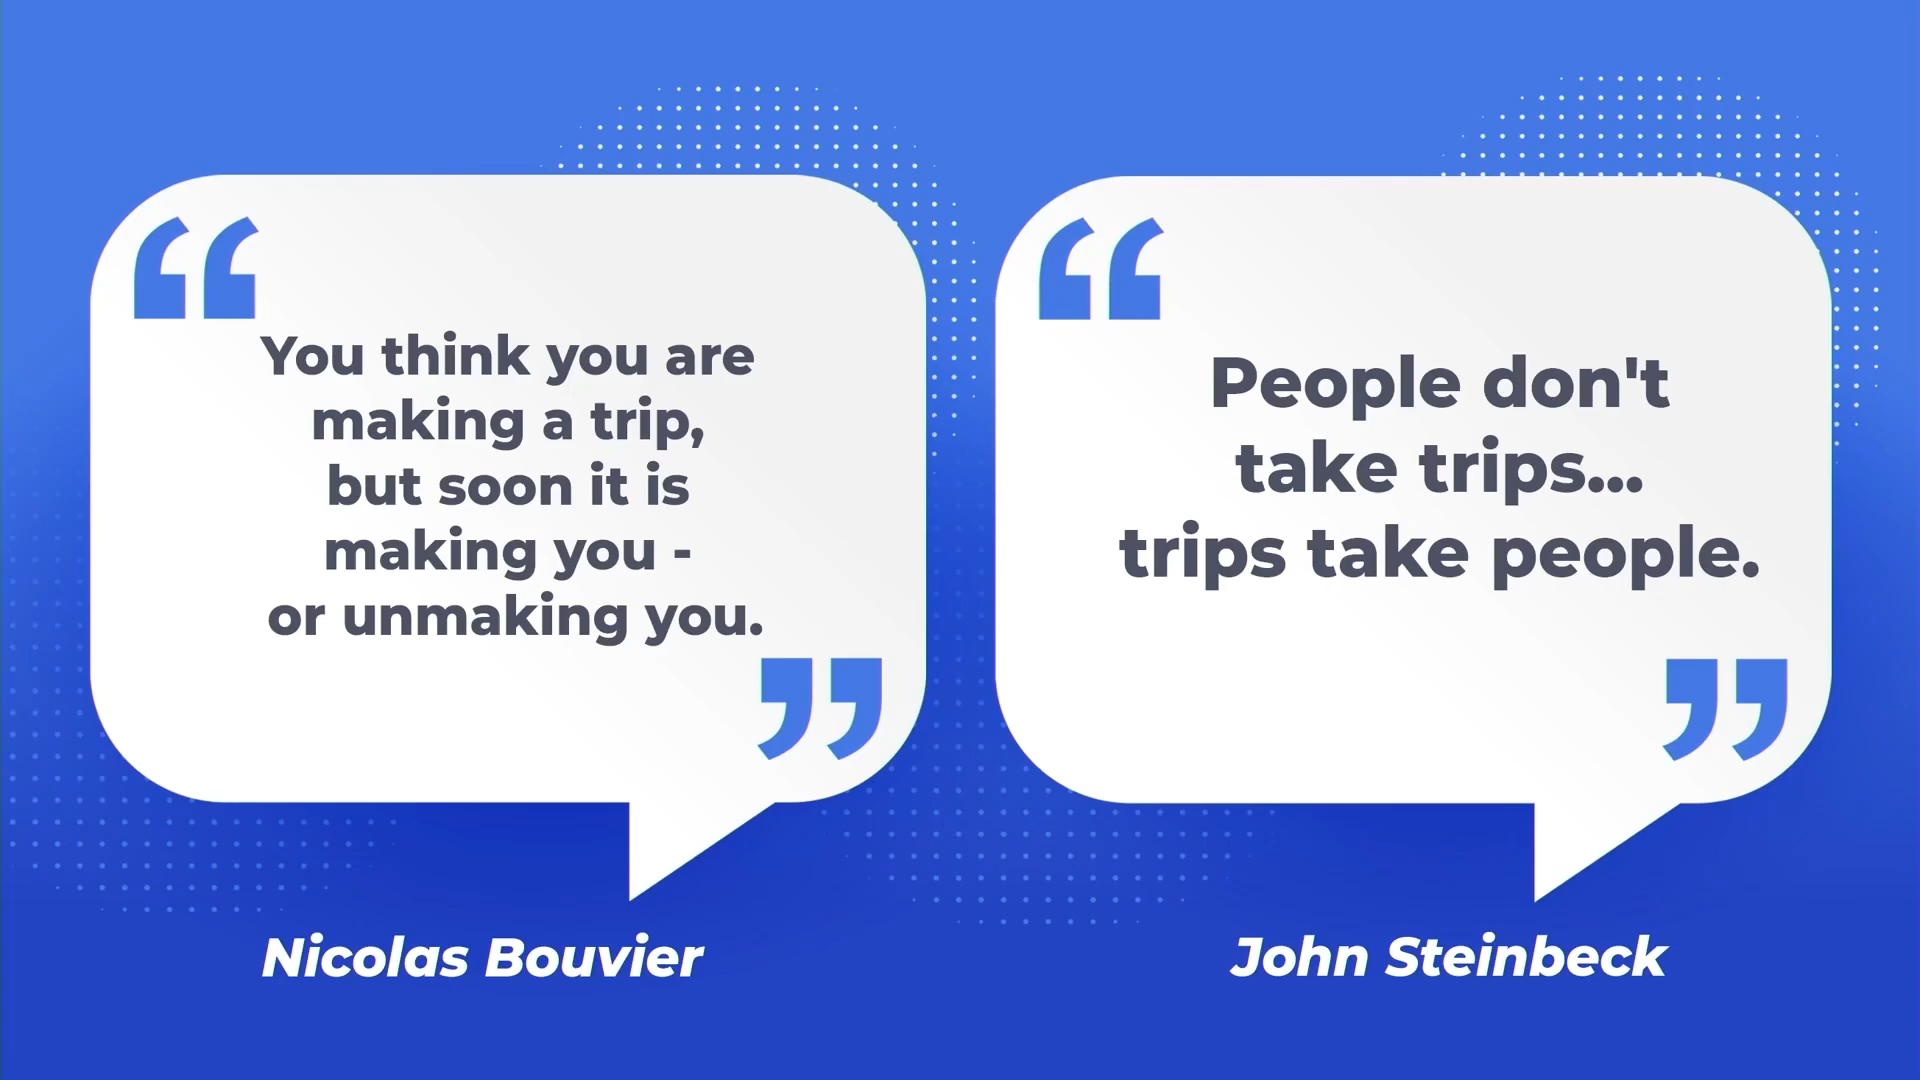 “
You think you are
making a trip,
but soon it is
making you -
or unmaking you.
”
Nicolas Bouvier
“
People don't
take trips...
trips take people.
”
John Steinbeck